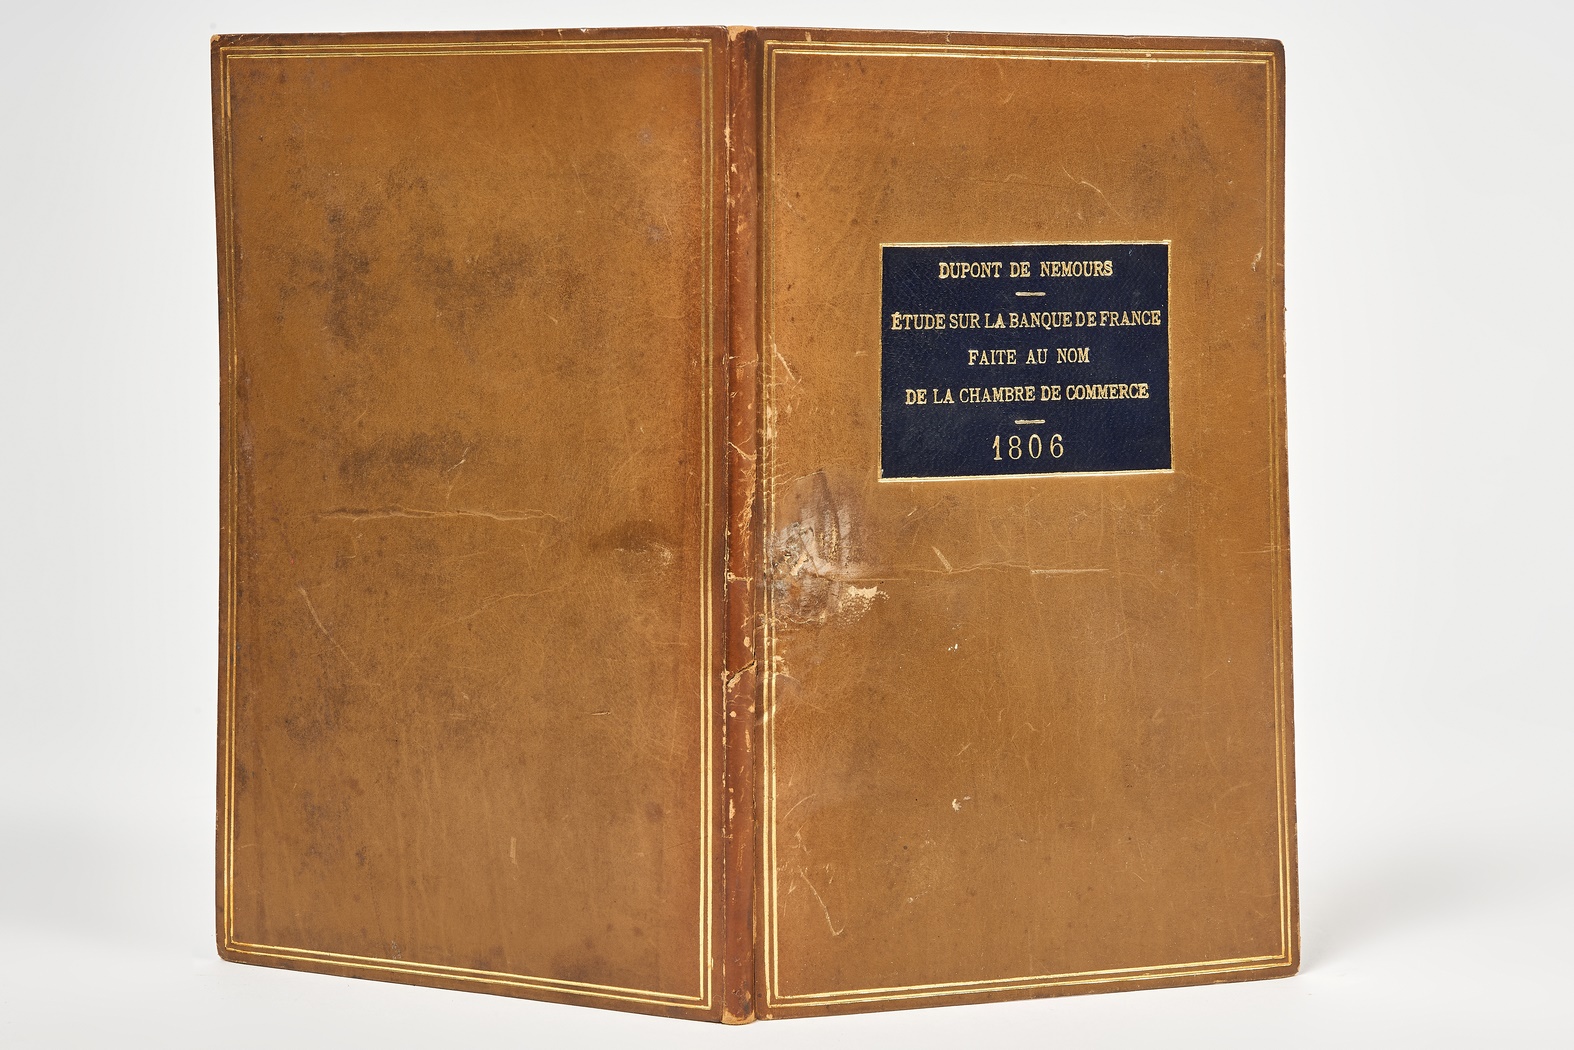 DUPONT DE NEMOURS
ÉTUDE SUR LA BANQUE DE FRANCE
FAITE AU NOM
DE LA CHAMBRE DE COMMERCE
1806